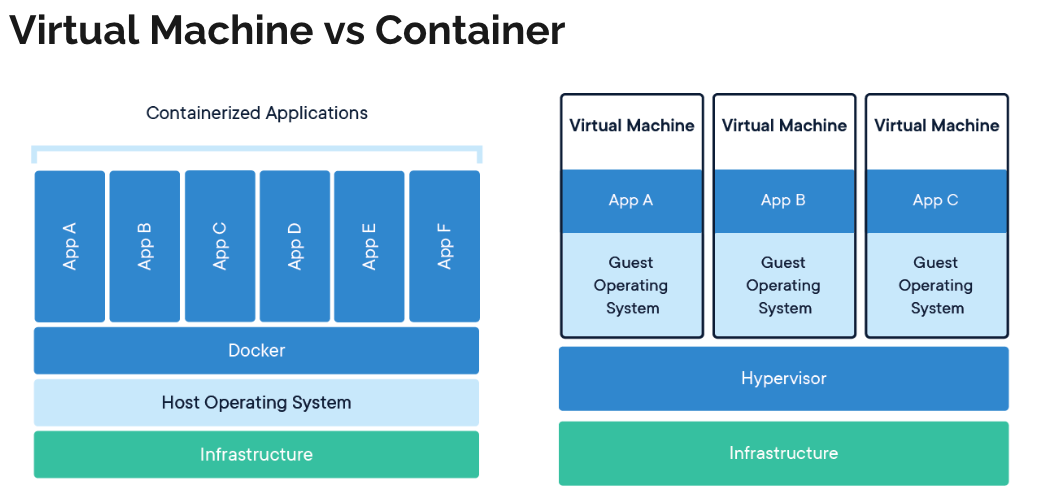 Virtual Machine vs Container
Containerized Applications
App A
App B
App C
App D
App E
App F
Docker
Host Operating System
Infrastructure
Virtual Machine
App A
Guest
Operating
System
Virtual Machine
App B
Guest
Operating
System
Virtual Machine
App C
Guest
Operating
System
Hypervisor
Infrastructure